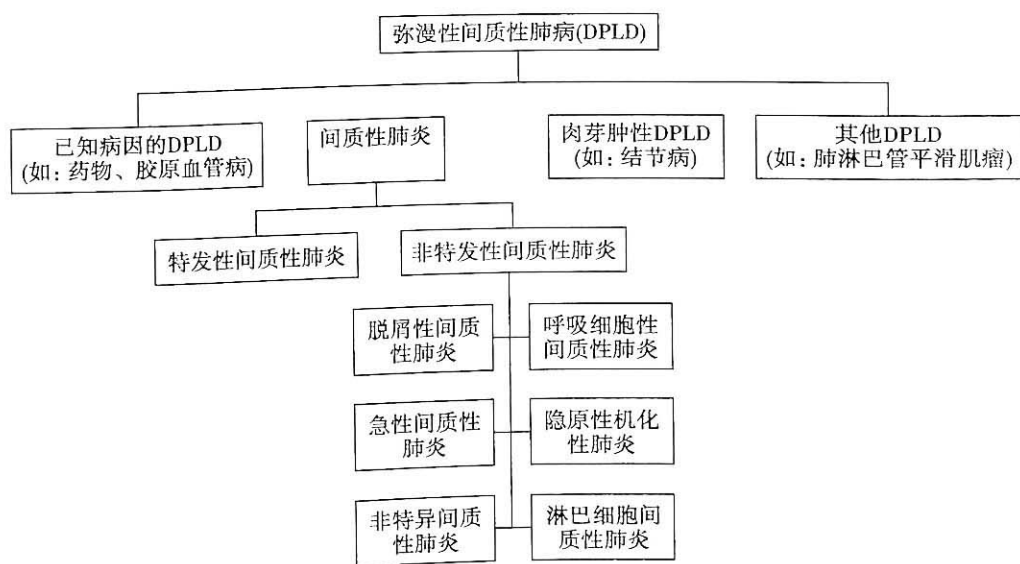 弥漫性间质性肺病(DPLD)
已知病因的DPLD
(如:药物、胶原血管病)
间质性肺炎
肉芽肿性DPLD
(如:结节病)
其他DPLD
(如:肺淋巴管平滑肌瘤)
特发性间质性肺炎
非特发性间质性肺炎
脱屑性间质
性肺炎
呼吸细胞性
间质性肺炎
急性间质性
肺炎
隐原性机化
性肺炎
非特异间质
性肺炎
淋巴细胞间
质性肺炎